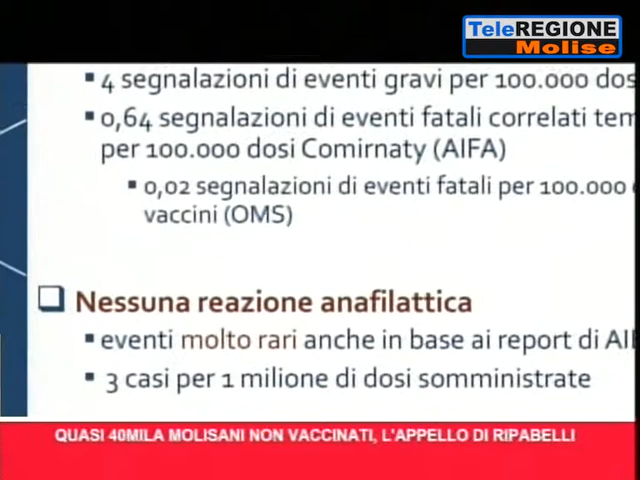 TeleREGIONE
Molise
4 segnalazioni di eventi gravi per 100.000
0,64 segnalazioni di eventi fatali correlati
per 100.000 dosi Comirnaty (AIFA)
0,02 segnalazioni di eventi fatali per 100.000
vaccini (OMS)
Nessuna reazione anafilattica
eventi molto rari anche in base ai report di
3 casi per 1 milione di dosi somministrate
QUASI 40MILA MOLISANI NON VACCINATI, L'APPELLO DI RIPABELLI